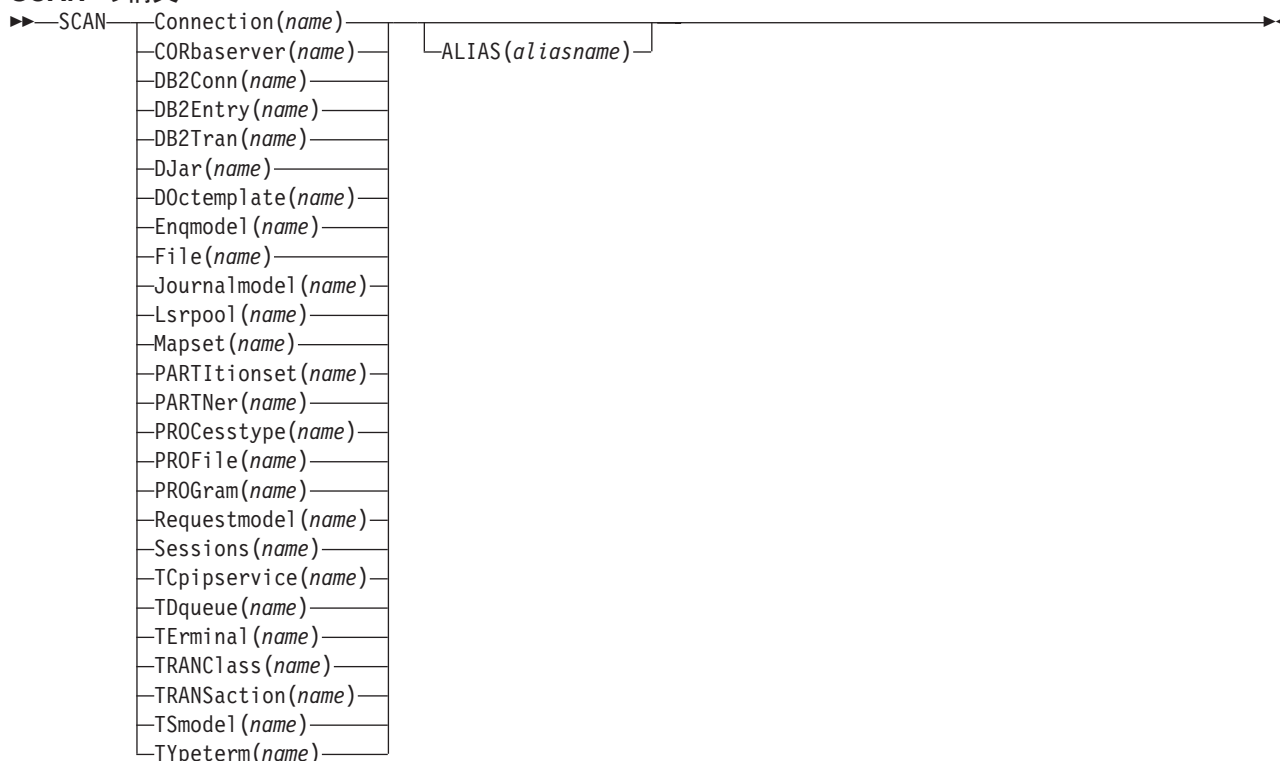 SCAN Connection(name)
CORbaserver(name) ALIAS(aliasname)
DB2Conn(name)
DB2Entry(name)
DB2Tran(name)
DJar(name)
DOctemplate(name)
Enqmodel(name)
File(name)
Journalmodel(name)
Lsrpool(name)
Mapset(name)
PARTItionset(name)
PARTNer(name)
PROCesstype(name)
PROFile(name)
PROGram(name)
Requestmodel(name)
Sessions(name)
TCpipservice(name)
TDqueue(name)
TErminal(name)
TRANClass(name)
TRANSaction(name)
TSmodel(name)
TYpeterm(name)